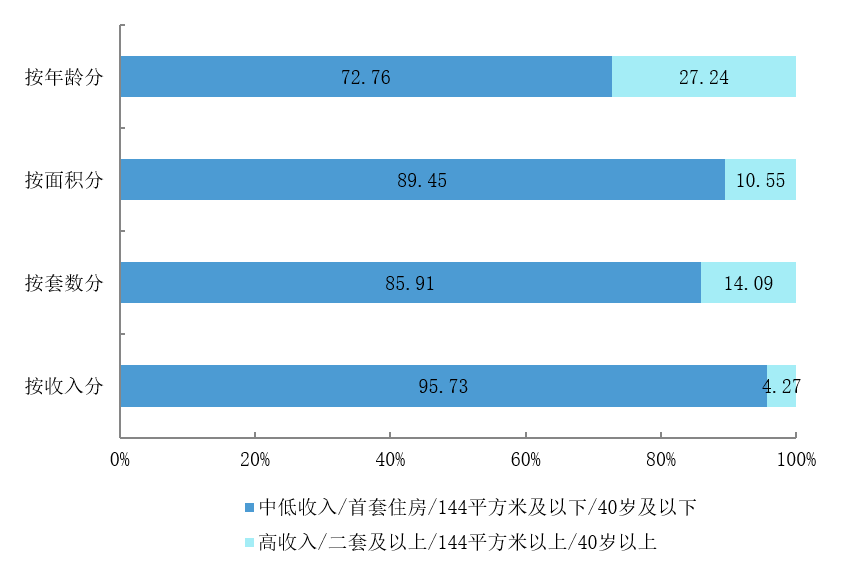 按年龄分 72.76 27.24
按面积分 89.45 10.55
按套数分 85.91 14.09
按收入分 95.73 4.27
0% 20% 40% 60% 80% 100%
中低收入/首套住房/144平方米及以下/40岁及以下
高收入/二套及以上/144平方米以上/40岁以上